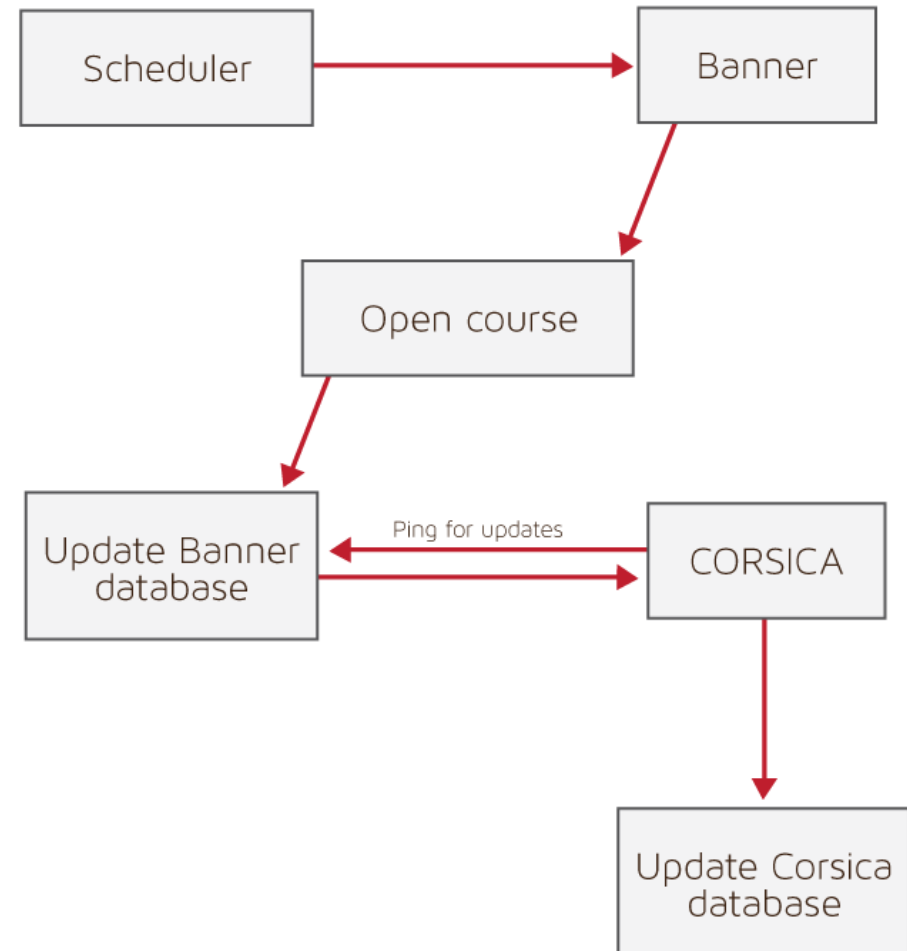 Scheduler
Banner
Open course
Update Banner
database
Ping for updates
CORSICA
Update Corsica
database